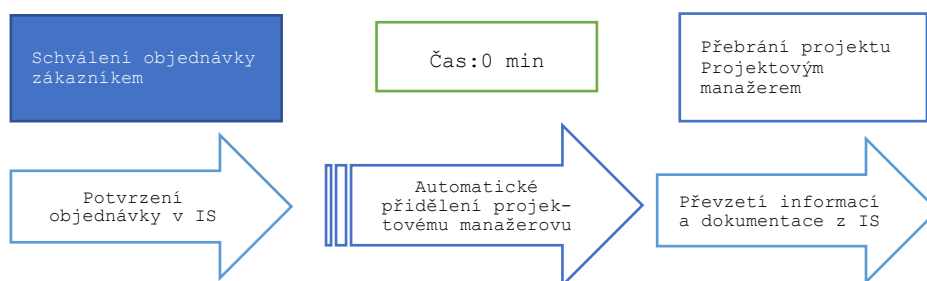 Schválení objednávky
zákazníkem
Čas:0 min
Přebrání projektu
Projektovým
manažerem
Potvrzení
objednávky v IS
Automatické
přidělení projek-
tovému manažerovu
Převzetí informací
a dokumentace z IS